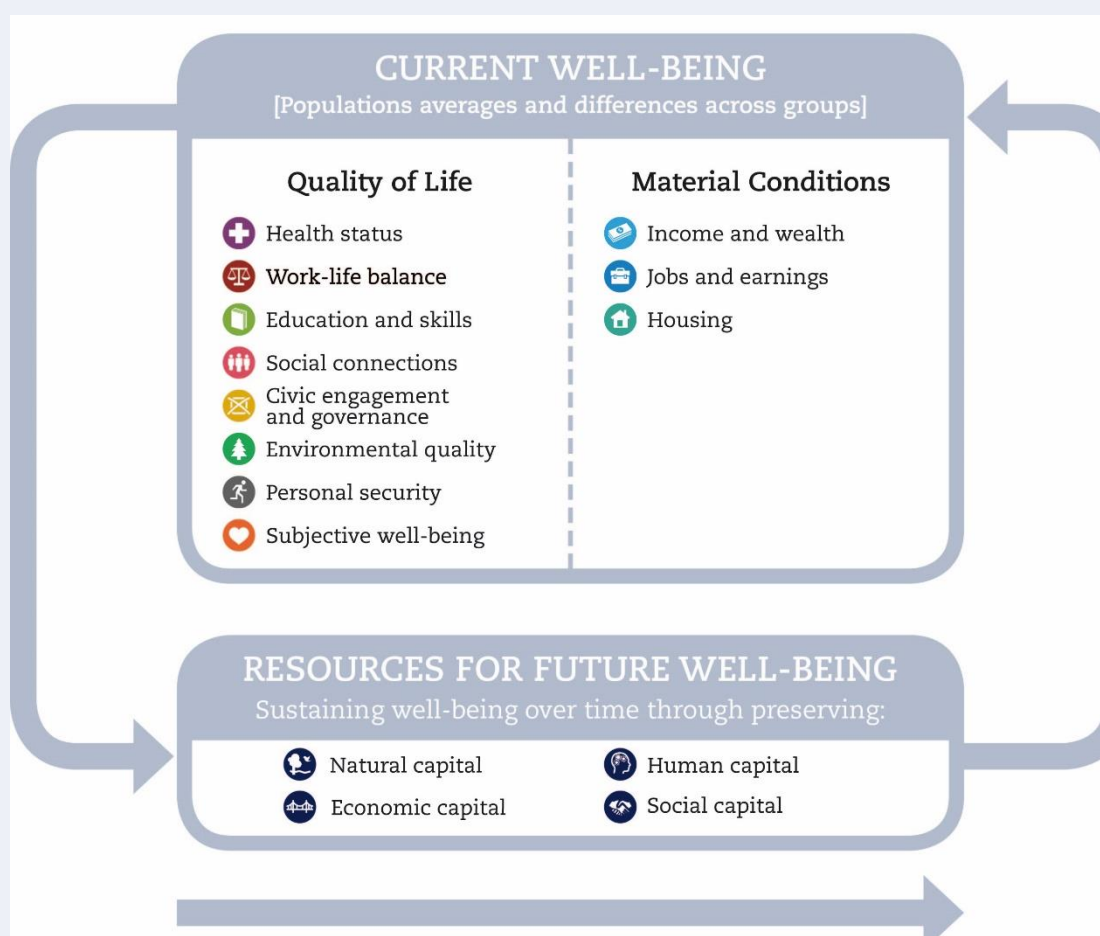 CURRENT WELL-BEING
[Populations averages and differences across groups]
Quality of Life
Health status
Work-life balance
Education and skills
Social connections
Civic engagement
and governance
Environmental quality
Personal security
Subjective well-being
Material Conditions
Income and wealth
Jobs and earnings
Housing
RESOURCES FOR FUTURE WELL-BEING
Sustaining well-being over time through preserving:
Natural capital
Economic capital
Human capital
Social capital